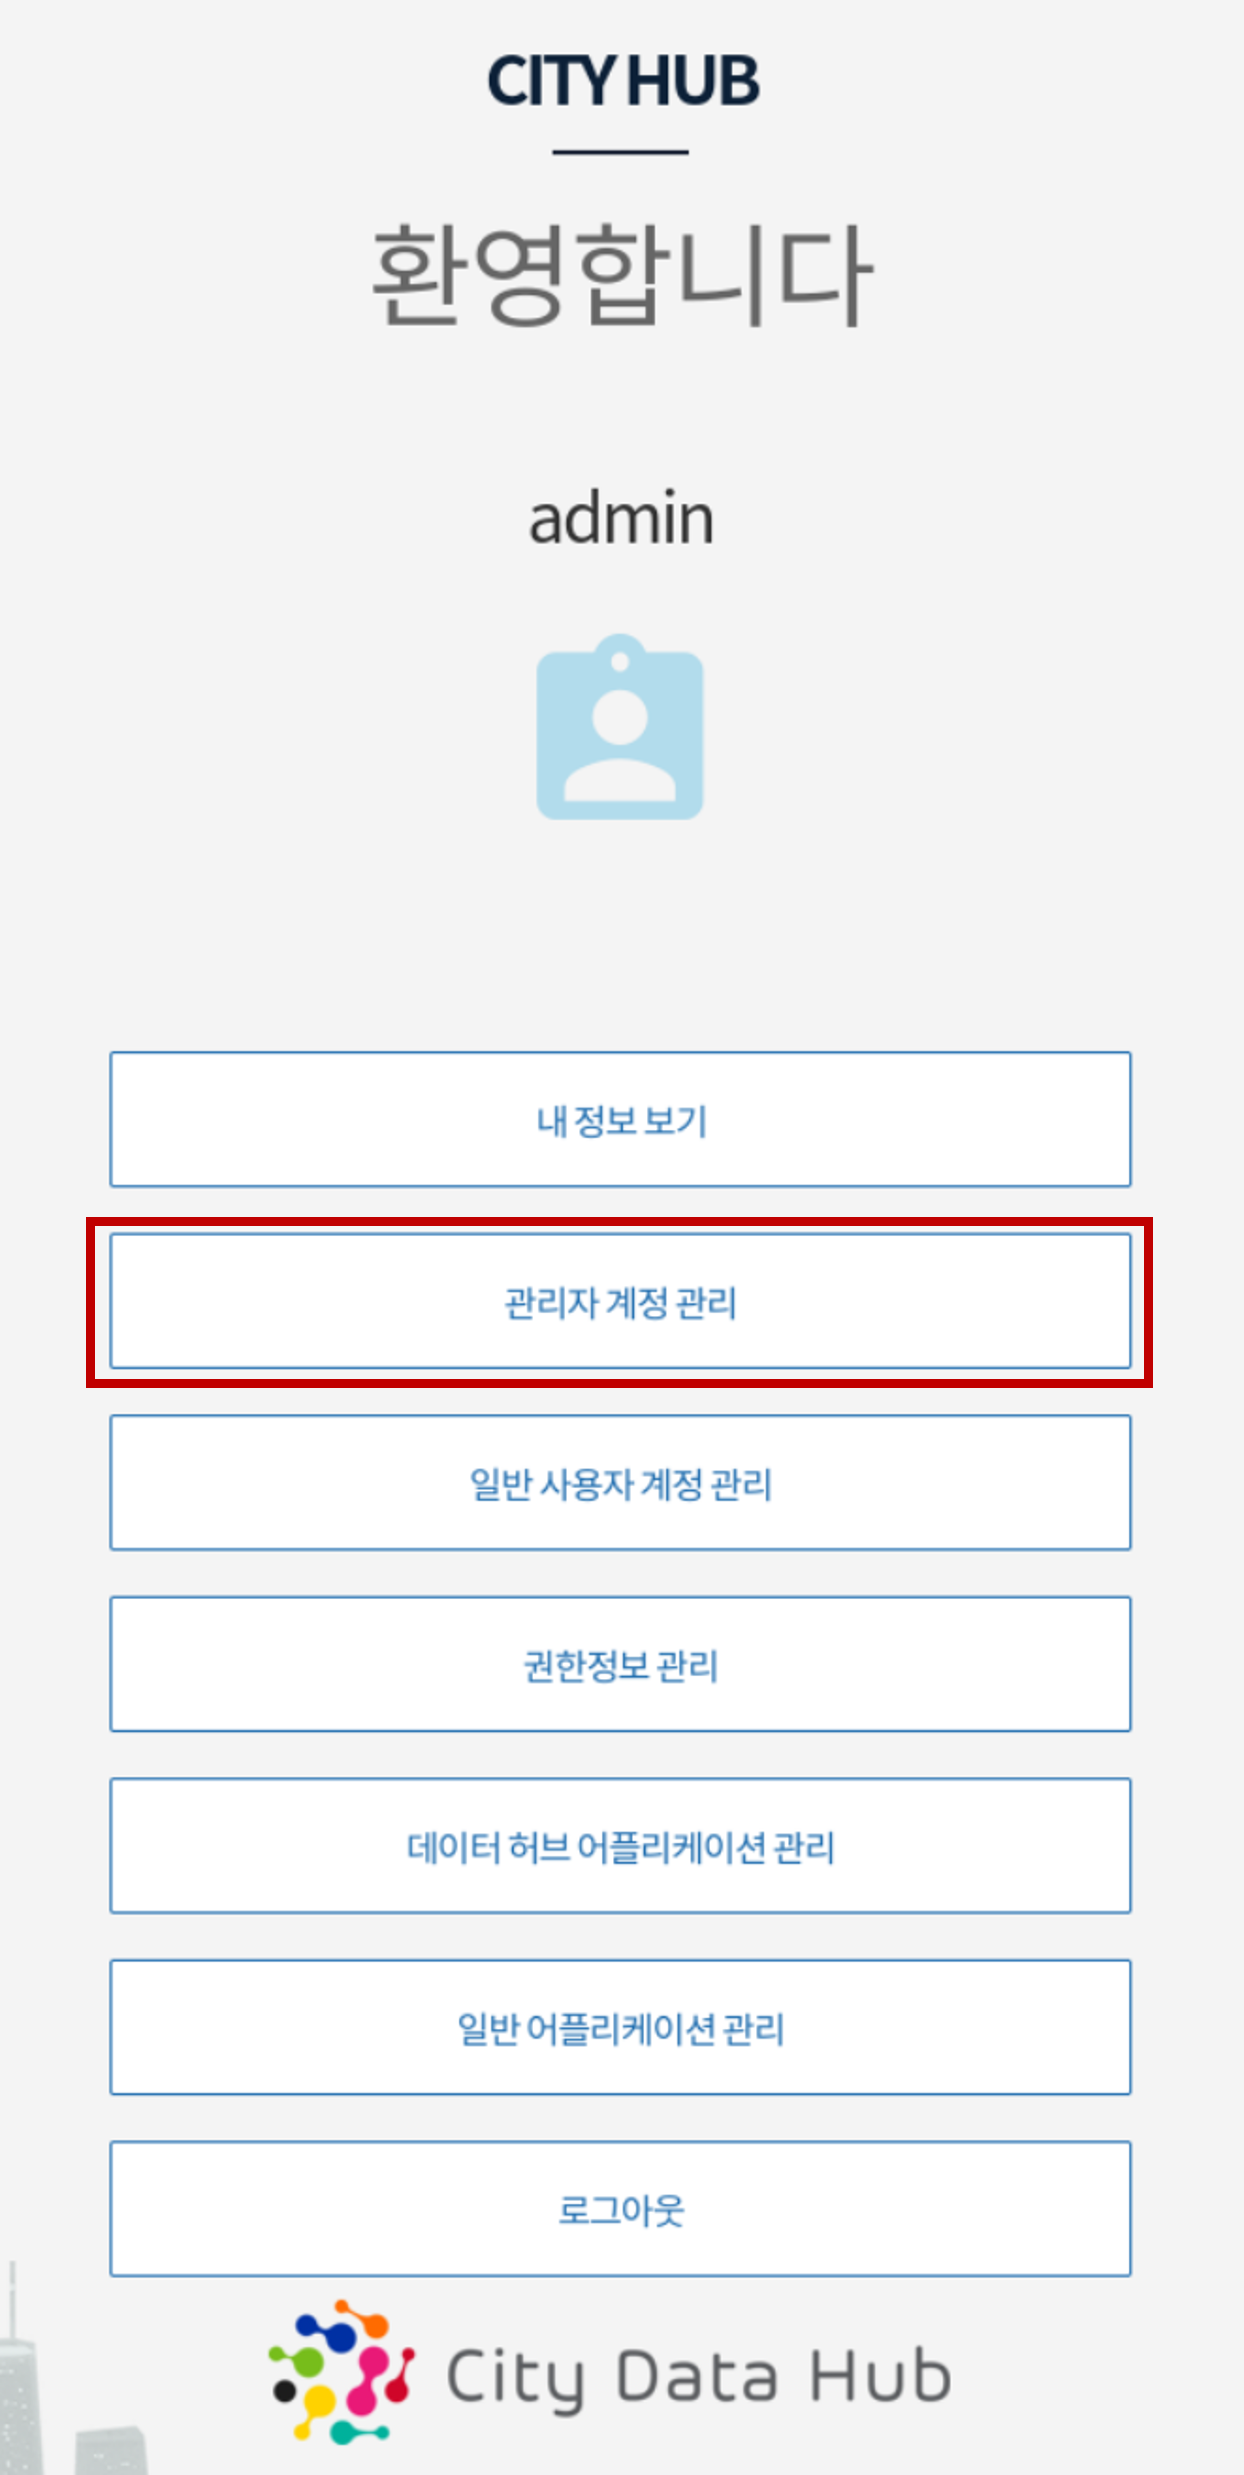 CITY HUB
환영합니다
admin
내 정보 보기
관리자 계정 관리
일반 사용자 계정 관리
권한정보 관리
데이터 허브 어플리케이션 관리
일반 어플리케이션 관리
로그아웃
City Data Hub